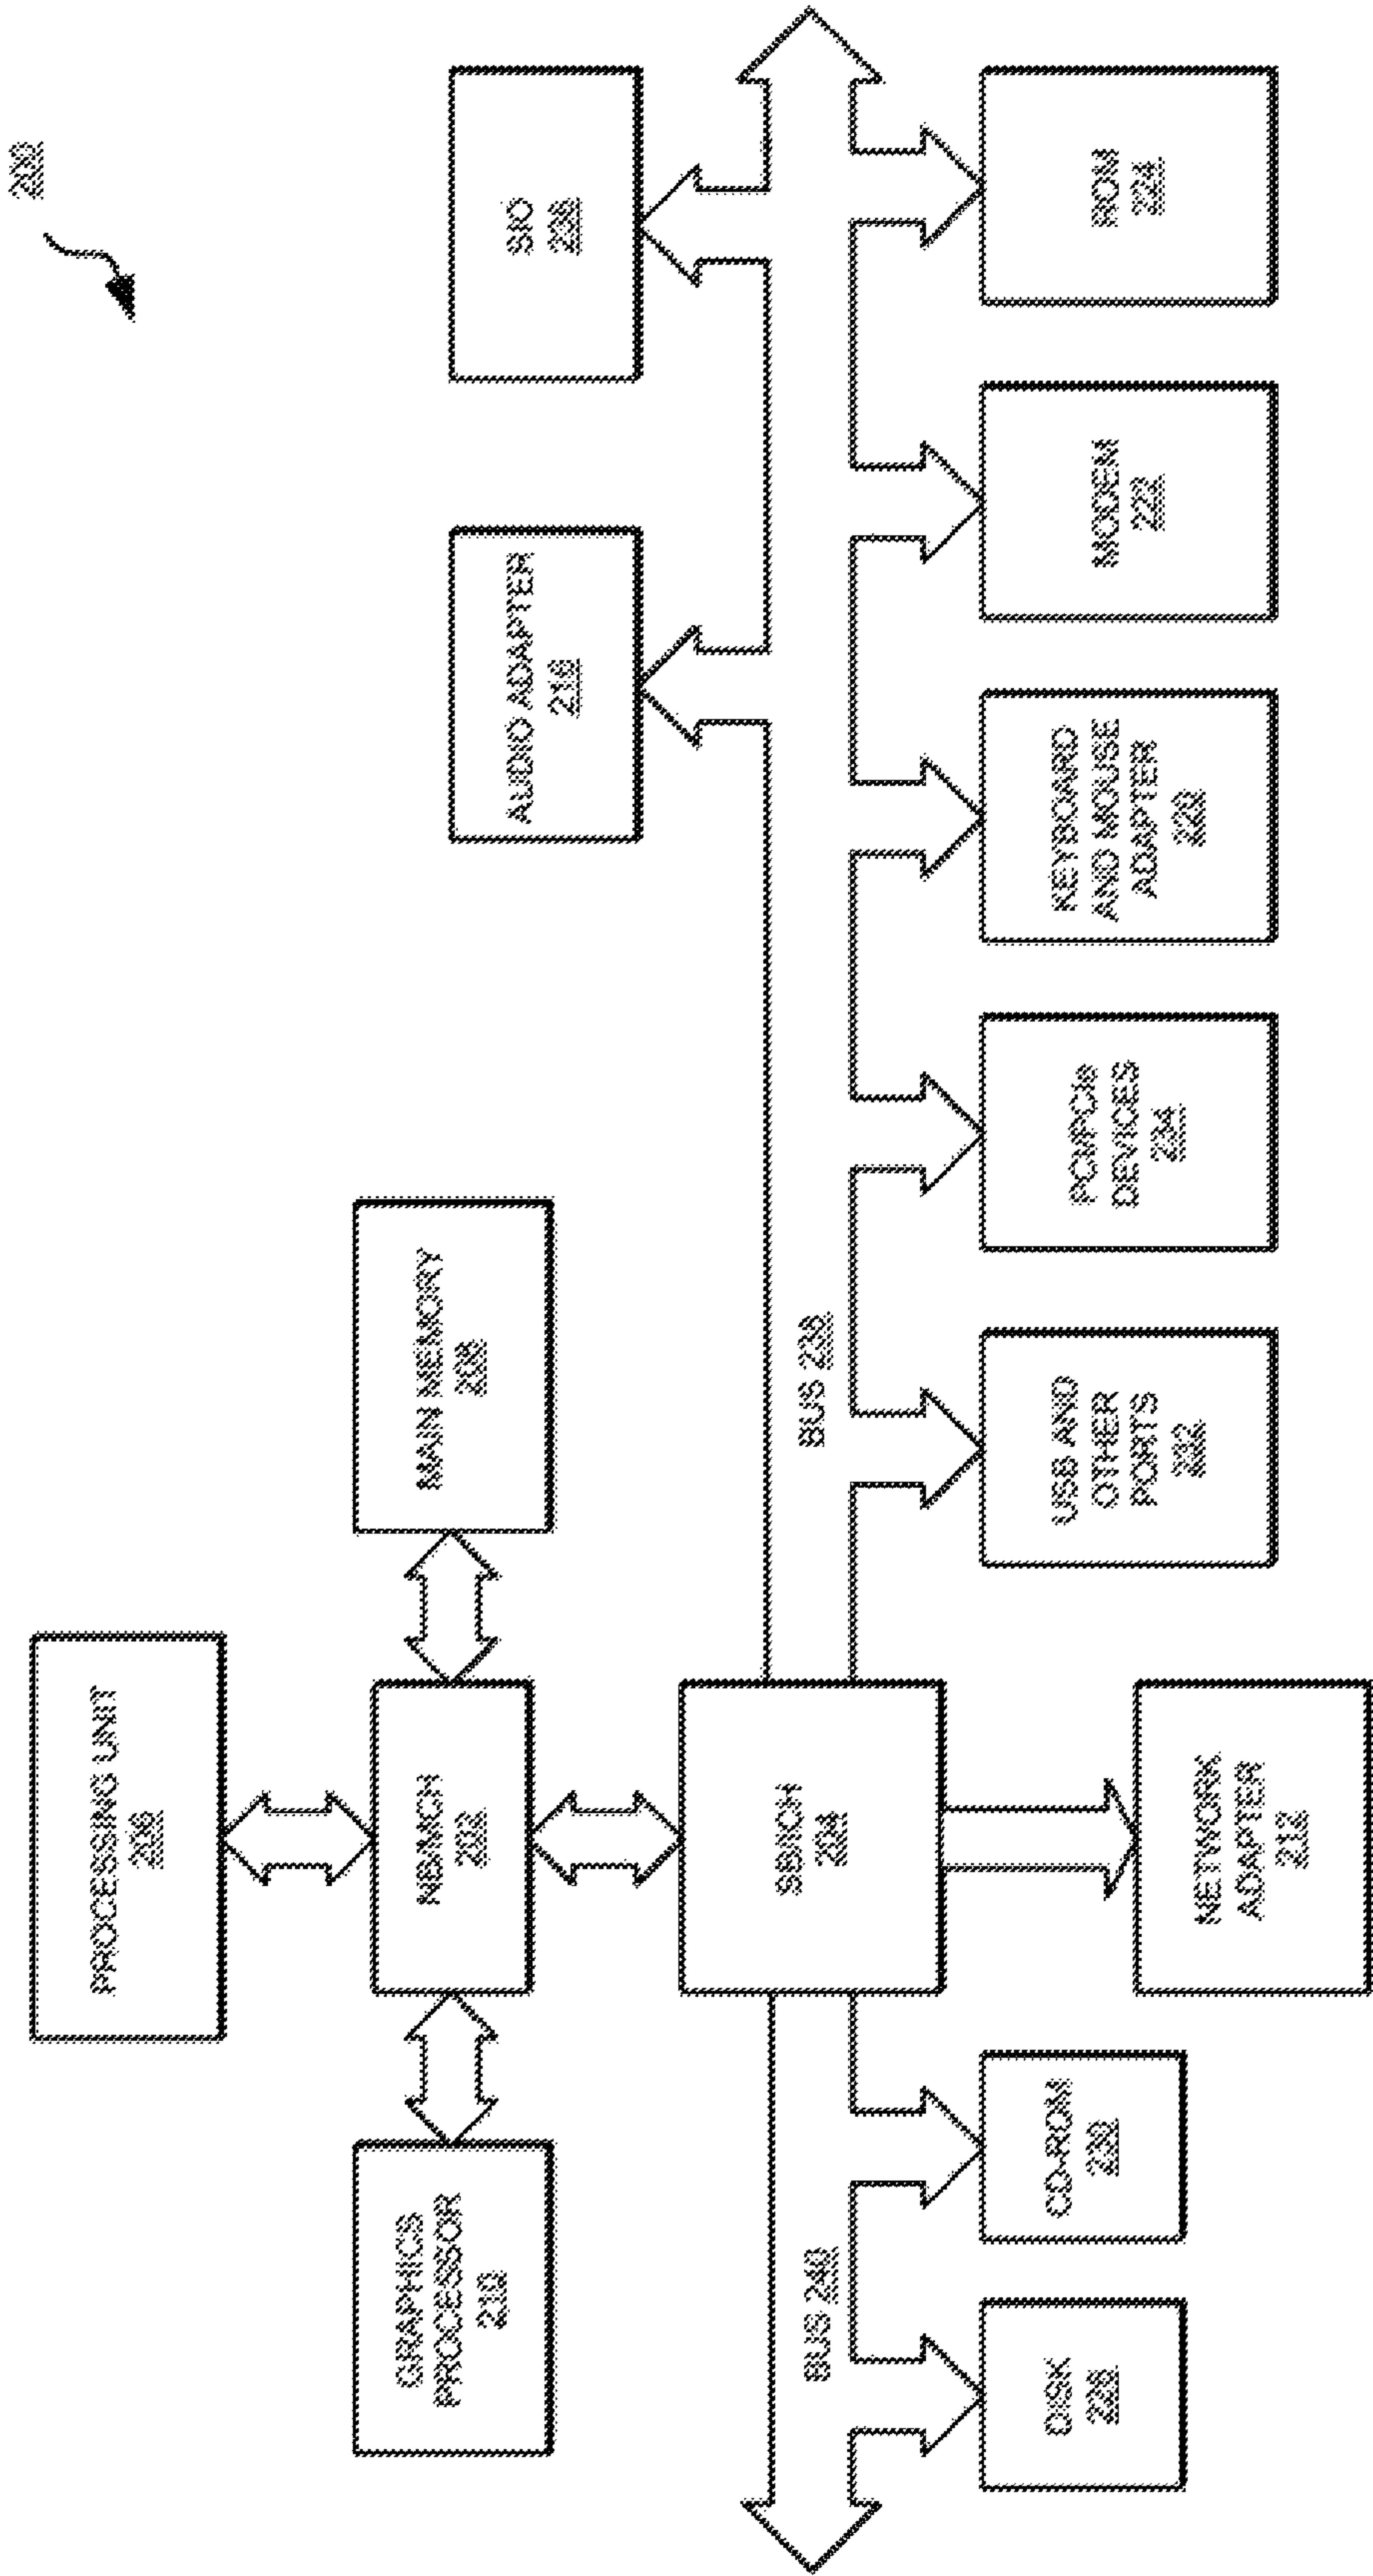 200
PROCESSING UNIT
206
GRAPHICS
PROCESSOR
210
NB/MCH
202
MAIN MEMORY
208
AUDIO ADAPTER
216
SIO
236
SB/ICH
204
BUS 240
BUS 238
DISK
226
CD-ROM
230
USB AND
OTHER
PORTS
232
PCI/PCIe
DEVICES
234
KEYBOARD
AND MOUSE
ADAPTER
220
MODEM
222
ROM
224
NETWORK
ADAPTER
212